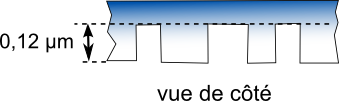 0,12 µm
vue de côté